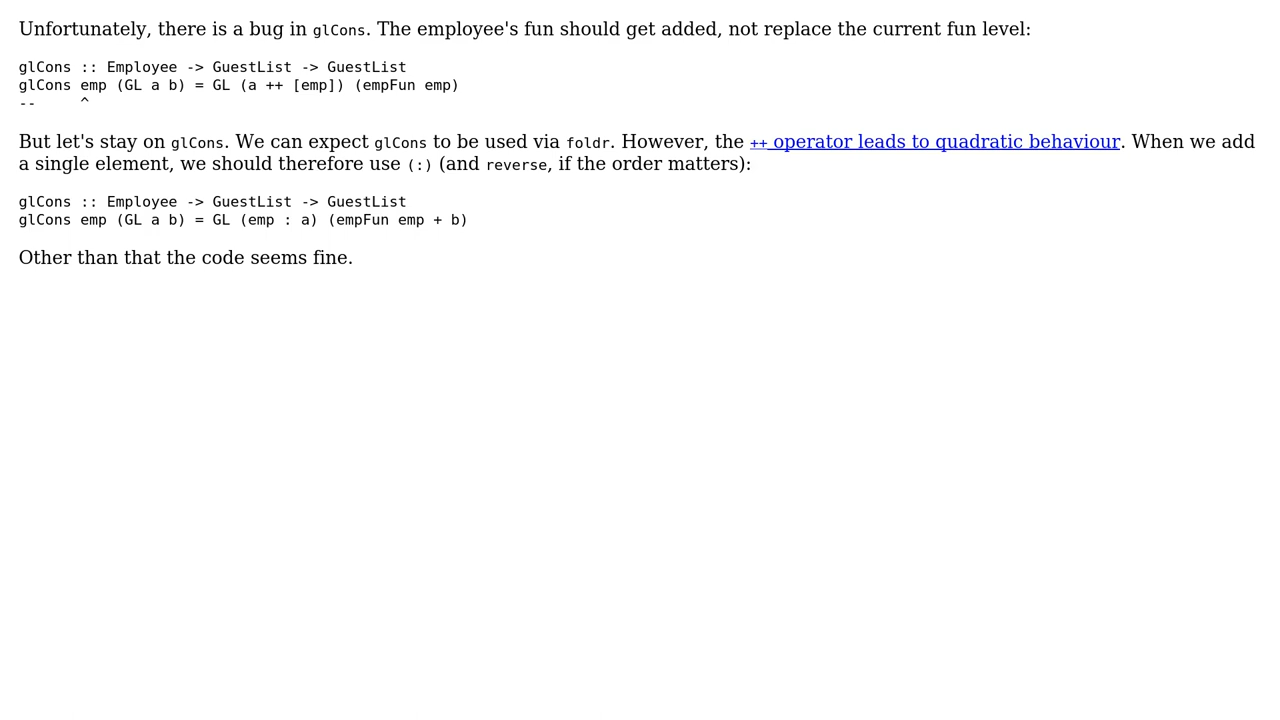 Unfortunately, there is a bug in glCons. The employee's fun should get added, not replace the current fun level:
glCons :: Employee -> GuestList -> GuestList
glCons emp (GL a b) = GL (a ++ [emp]) (empFun emp)
--     ^
But let's stay on glCons. We can expect glCons to be used via foldr. However, the ++ operator leads to quadratic behaviour. When we add
a single element, we should therefore use (:) (and reverse, if the order matters):
glCons :: Employee -> GuestList -> GuestList
glCons emp (GL a b) = GL (emp : a) (empFun emp + b)
Other than that the code seems fine.